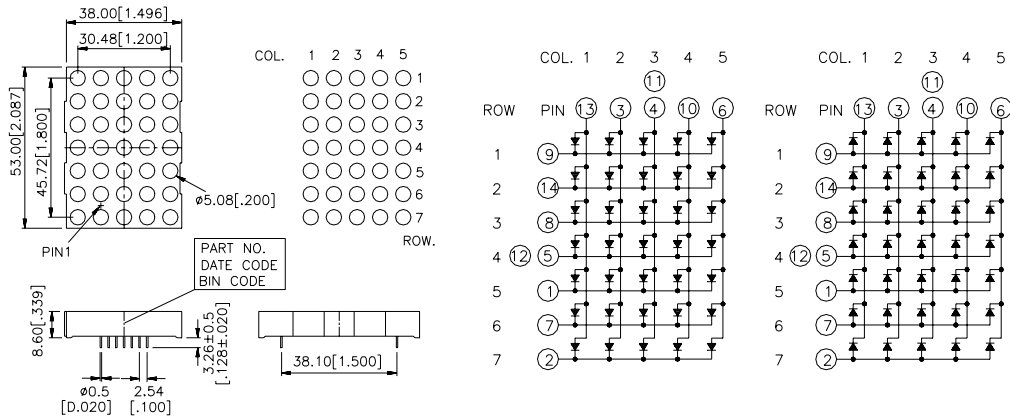 38.00[1.496]
30.48[1.200]
53.00[2.087]
45.72[1.800]
ø5.08[.200]
PIN1
COL. 1 2 3 4 5
1
2
3
4
5
6
7
ROW.
PART NO.
DATE CODE
BIN CODE
8.60[.339]
3.26±0.5
[.128±.020]
ø0.5
[D.020]
2.54
[.100]
38.10[1.500]
COL. 1 2 3 4 5
11
ROW PIN 13 3 4 10 6
1 9
2 14
3 8
4 12 5
5 1
6 7
7 2
COL. 1 2 3 4 5
11
ROW PIN 13 3 4 10 6
1 9
2 14
3 8
4 12 5
5 1
6 7
7 2